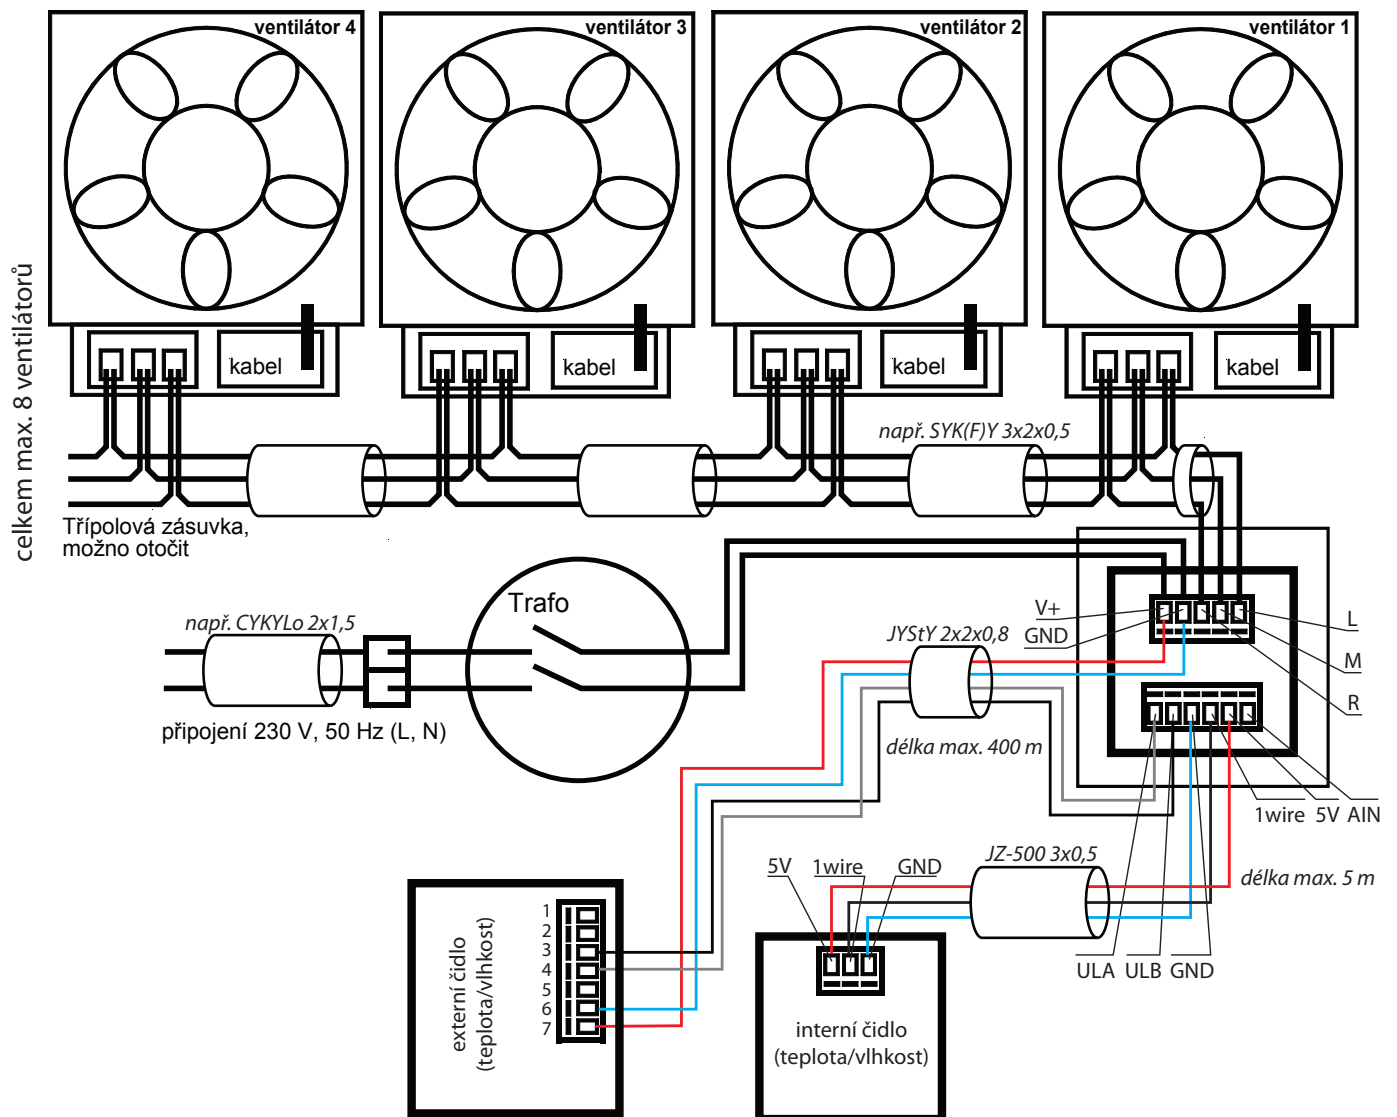 ventilátor 4
ventilátor 3
ventilátor 2
ventilátor 1
kabel
kabel
kabel
kabel
celkem max. 8 ventilátorů
např. SYK(F)Y 3x2x0,5
Třípolová zásuvka,
možno otočit
Trafo
např. CYKYLo 2x1,5
připojení 230 V, 50 Hz (L, N)
JYStY 2x2x0,8
délka max. 400 m
V+
GND
L
M
R
1wire 5V AIN
JZ-500 3x0,5
délka max. 5 m
5V 1wire GND
ULA ULB GND
externí čidlo
(teplota/vlhkost)
1
2
3
4
5
6
7
interní čidlo
(teplota/vlhkost)